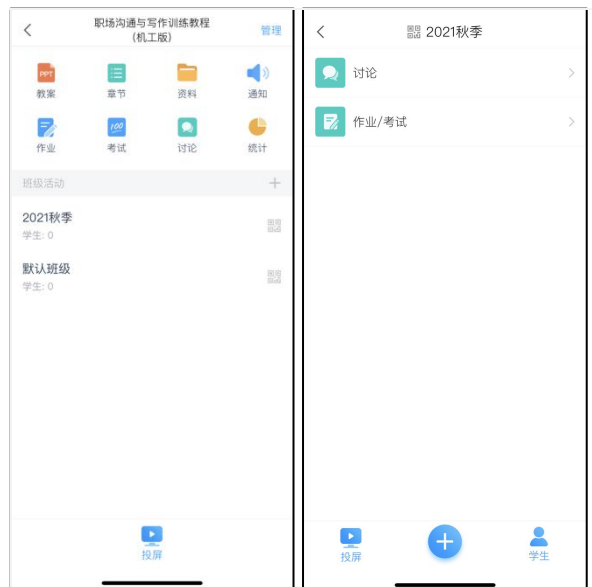 职场沟通与写作训练教程
(机工版)
管理
PPT
教案
章节
资料
通知
100
作业
考试
讨论
统计
班级活动
2021秋季
学生: 0
默认班级
学生: 0
投屏
2021秋季
讨论
作业/考试
投屏
学生